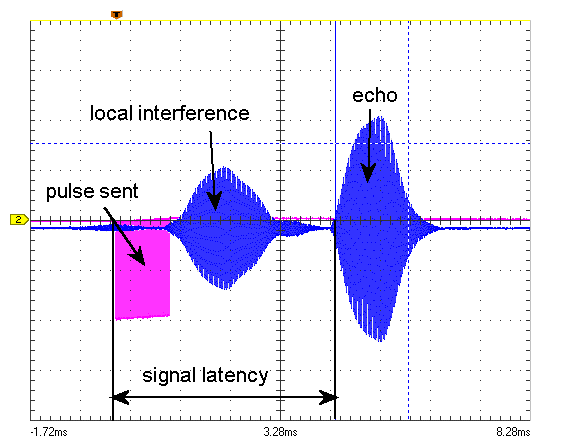 T
echo
local interference
pulse sent
2
signal latency
-1.72ms 3.28ms 8.28ms